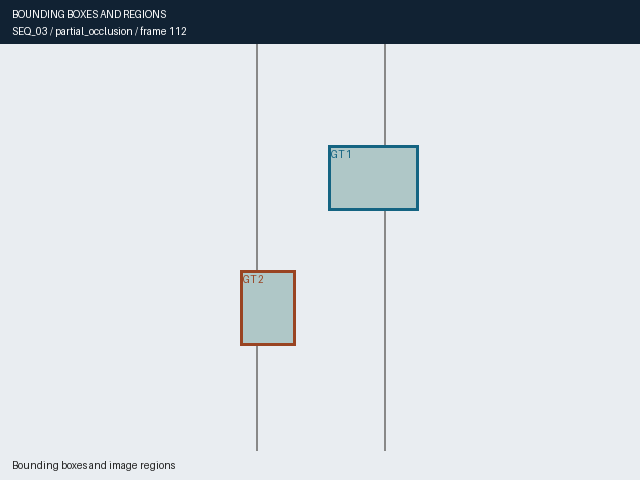 BOUNDING BOXES AND REGIONS
SEQ_03 / partial_occlusion / frame 112
GT1
GT2
Bounding boxes and image regions